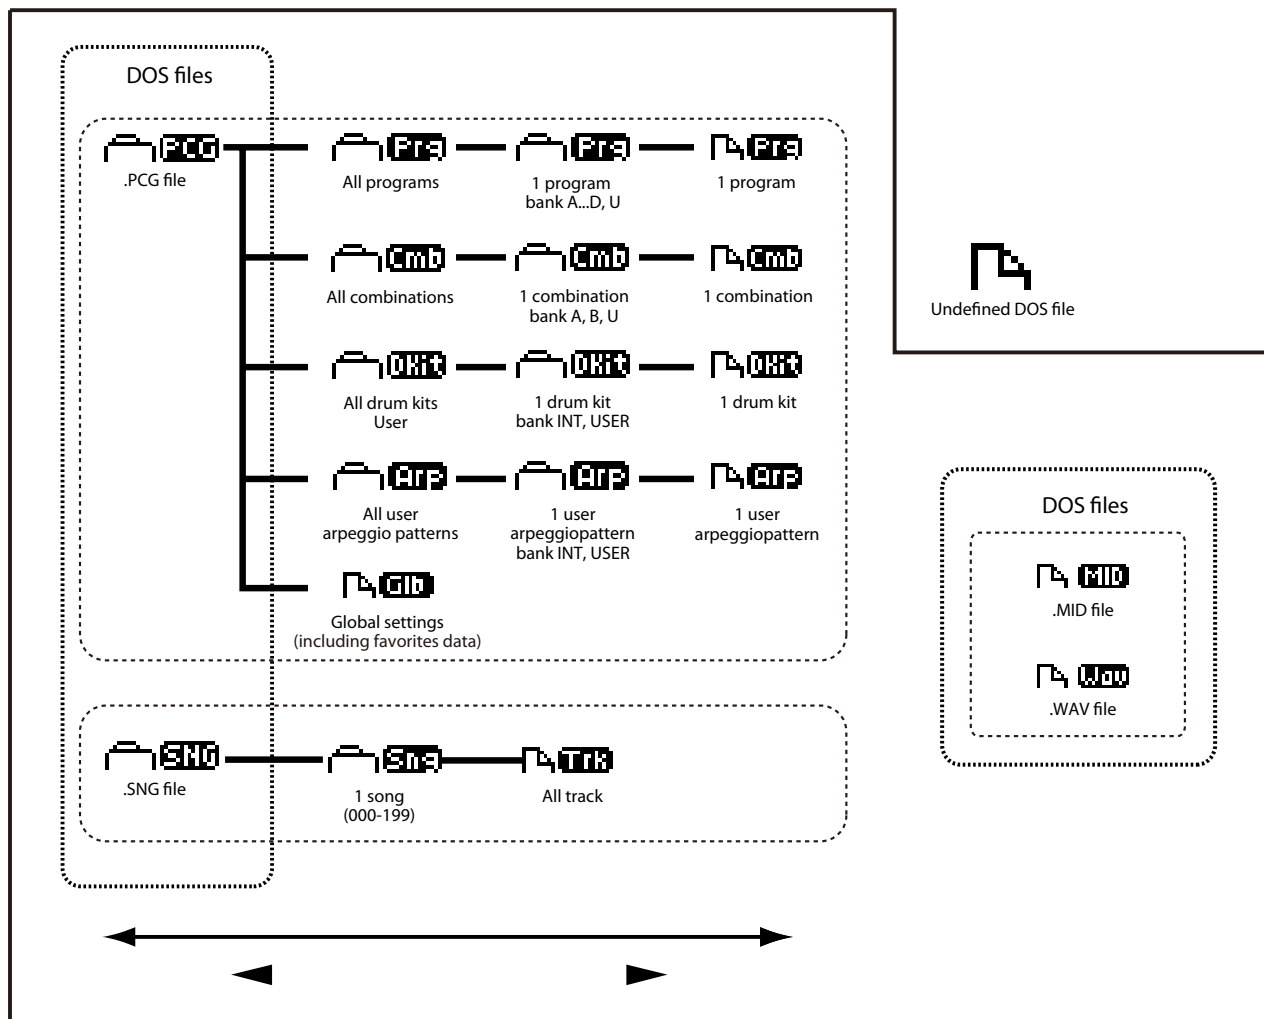 DOS files
PCG
.PCG file
Prg
All programs
Prg
1 program
bank A...D, U
Prg
1 program
Cmb
All combinations
Cmb
1 combination
bank A, B, U
Cmb
1 combination
DKit
All drum kits
User
DKit
1 drum kit
bank INT, USER
DKit
1 drum kit
Arp
All user
arpeggio patterns
Arp
1 user
arpeggiopattern
bank INT, USER
Arp
1 user
arpeggiopattern
Glb
Global settings
(including favorites data)
SNG
.SNG file
Sng
1 song
(000-199)
Trk
All track
Undefined DOS file
DOS files
MID
.MID file
Wav
.WAV file